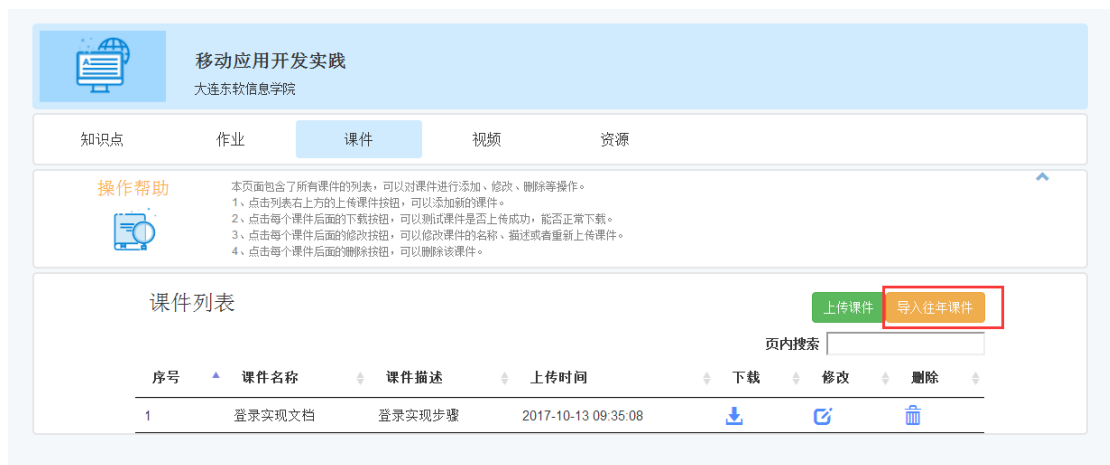 移动应用开发实践
大连东软信息学院
知识点 作业 课件 视频 资源
操作帮助
本页面包含了所有课件的列表，可以对课件进行添加、修改、删除等操作。
1、点击列表右上方的上传课件按钮，可以添加新的课件。
2、点击每个课件后面的下载按钮，可以测试课件是否上传成功，能否正常下载。
3、点击每个课件后面的修改按钮，可以修改课件的名称、描述或者重新上传课件。
4、点击每个课件后面的删除按钮，可以删除该课件。
课件列表
上传课件 导入往年课件
页内搜索
序号 课件名称 课件描述 上传时间 下载 修改 删除
1 登录实现文档 登录实现步骤 2017-10-13 09:35:08